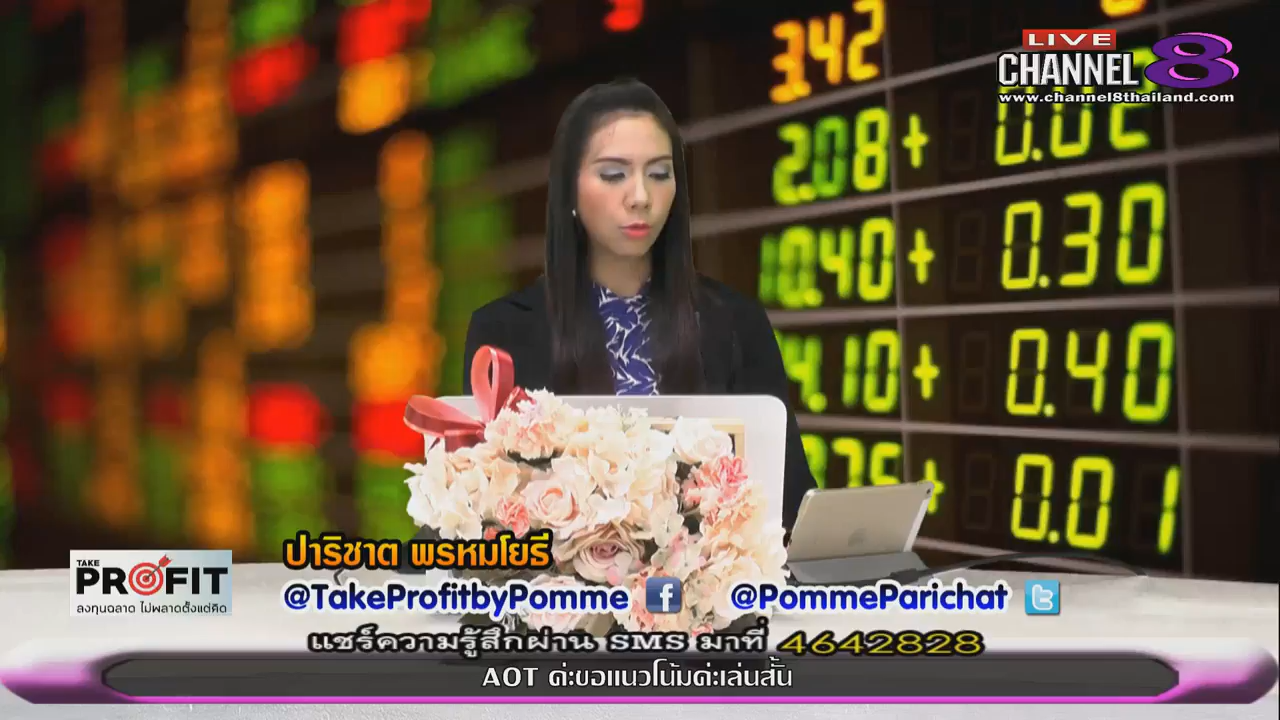 LIVE
CHANNEL 8
www.channel8thailand.com
3.42
2.08 + 0.02
10.40 + 0.30
4.10 + 0.40
+ 0.01
ปาริชาต พรหมโยธี
TAKE
PROFIT
ลงทุนฉลาด ไม่พลาดตั้งแต่คิด
@TakeProfitbyPomme
@PommeParichat
แชร์ความรู้สึกผ่าน SMS มาที่ 4642828
AOT ค่ะขอแนวโน้มค่ะเล่นสั้น